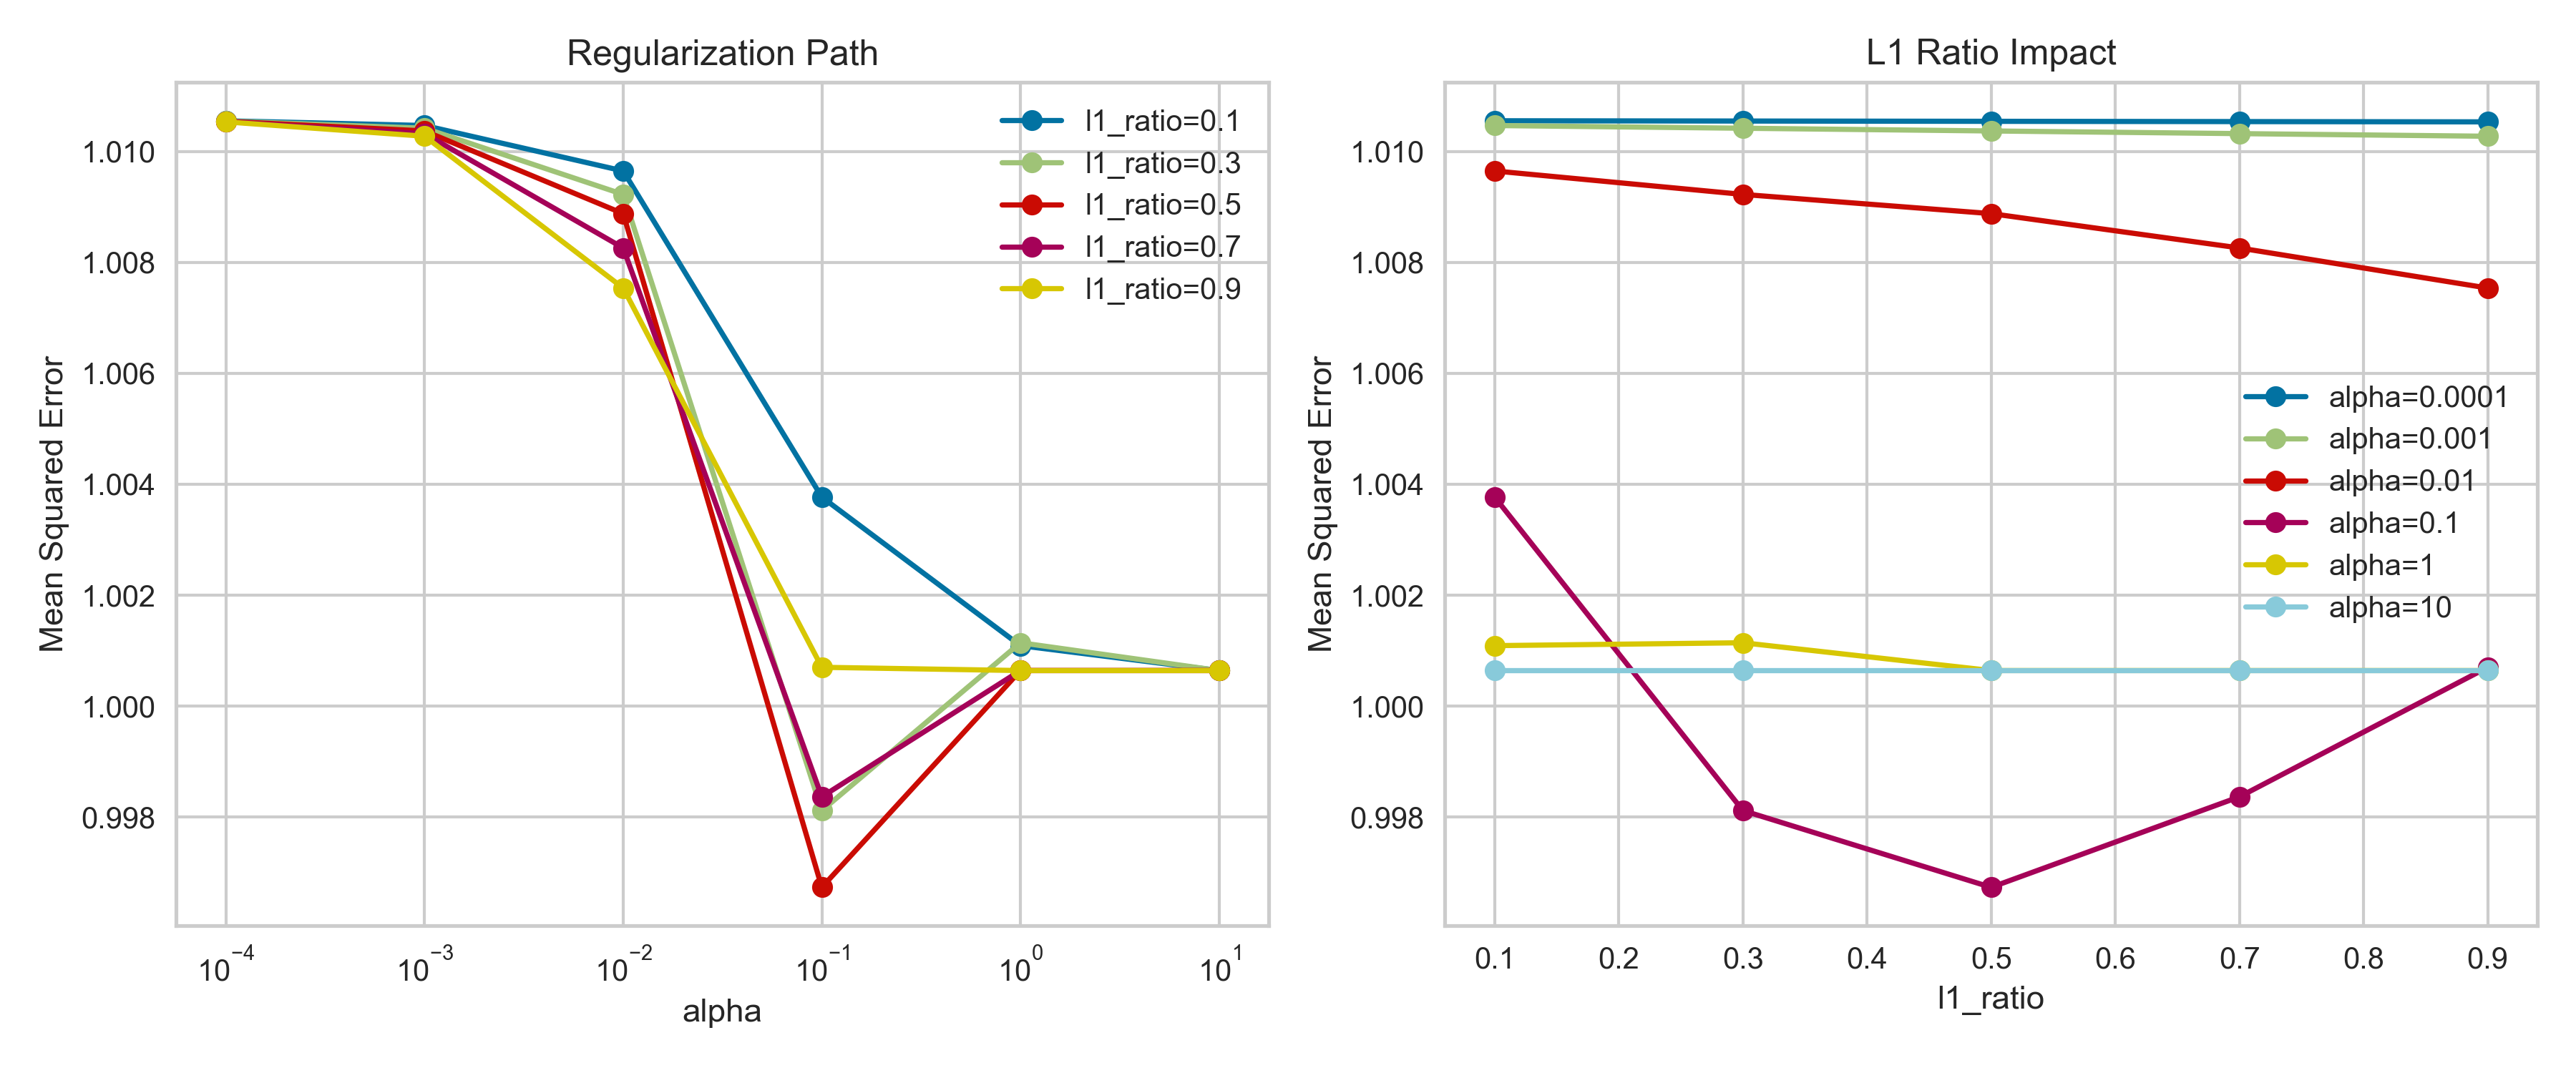 Regularization Path
Mean Squared Error
1.010
1.008
1.006
1.004
1.002
1.000
0.998
l1_ratio=0.1
l1_ratio=0.3
l1_ratio=0.5
l1_ratio=0.7
l1_ratio=0.9
10⁻⁴ 10⁻³ 10⁻² 10⁻¹ 10⁰ 10¹
alpha
L1 Ratio Impact
Mean Squared Error
1.010
1.008
1.006
1.004
1.002
1.000
0.998
alpha=0.0001
alpha=0.001
alpha=0.01
alpha=0.1
alpha=1
alpha=10
0.1 0.2 0.3 0.4 0.5 0.6 0.7 0.8 0.9
l1_ratio